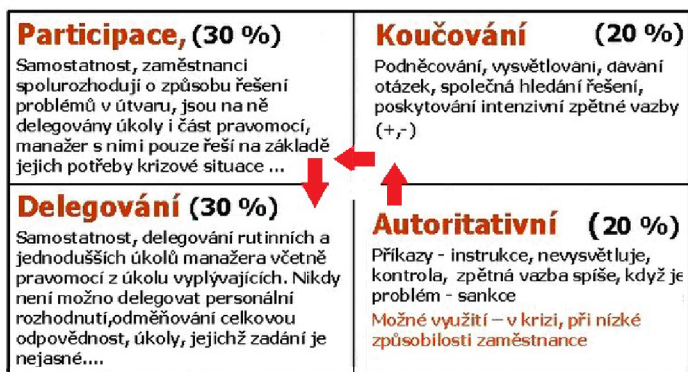 Participace, (30 %)
Samostatnost, zaměstnanci
spolurozhodují o způsobu řešení
problémů v útvaru, jsou na ně
delegovány úkoly i část pravomocí,
manažer s nimi pouze řeší na základě
jejich potřeby krizové situace ...
Koučování (20 %)
Podněcování, vysvětlování, dávání
otázek, společná hledání řešení,
poskytování intenzivní zpětné vazby
(+,-)
Delegování (30 %)
Samostatnost, delegování rutinních a
jednodušších úkolů manažera včetně
pravomocí z úkolu vyplývajících. Nikdy
není možno delegovat personální
rozhodnutí,odměňování celkovou
odpovědnost, úkoly, jejichž zadání je
nejasné....
Autoritativní (20 %)
Příkazy - instrukce, nevysvětluje,
kontrola, zpětná vazba spíše, když je
problém - sankce
Možné využití – v krizi, při nízké
způsobilosti zaměstnance